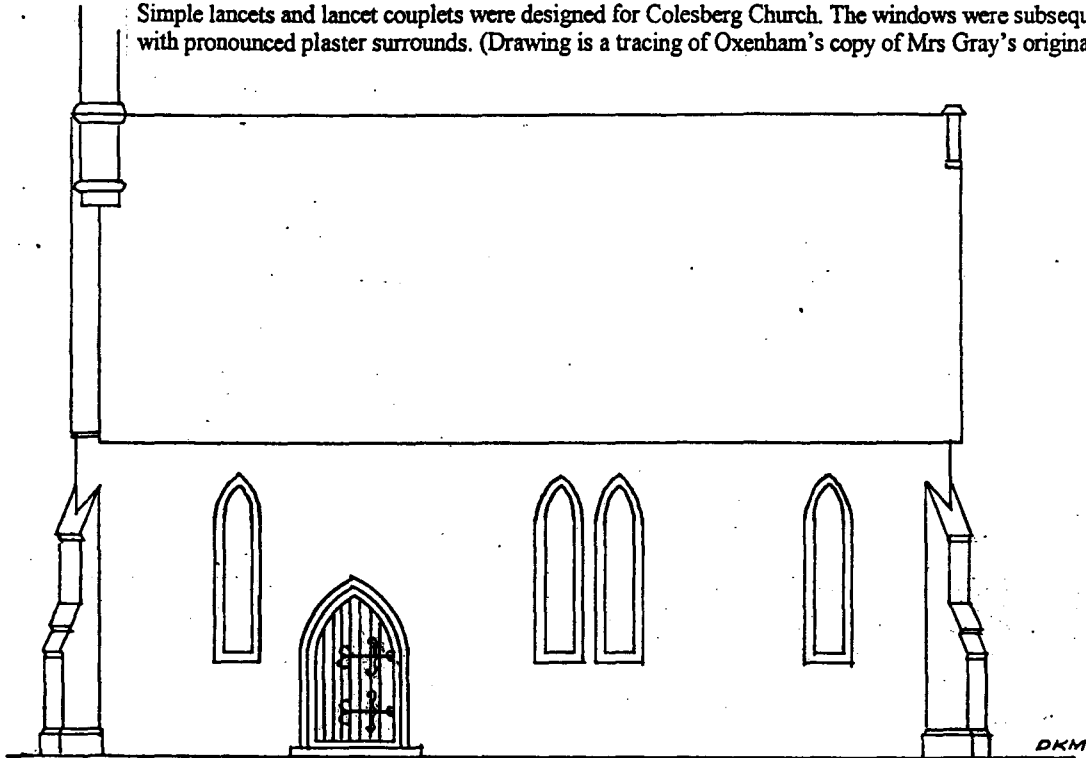 Simple lancets and lancet couplets were designed for Colesberg Church. The windows were subsequ
with pronounced plaster surrounds. (Drawing is a tracing of Oxenham's copy of Mrs Gray's origina
DKM